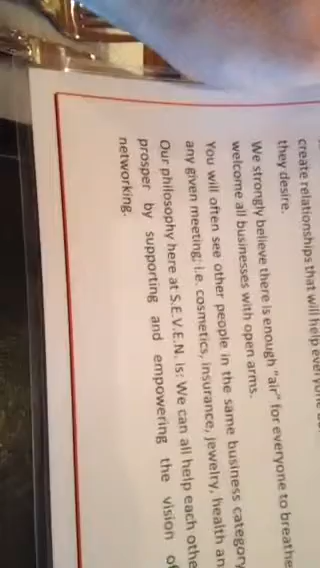 create relationships that will help everyone
they desire.
We strongly believe there is enough "air" for everyone to breathe
welcome all businesses with open arms.
You will often see other people in the same business category
any given meeting; i.e. cosmetics, insurance, jewelry, health an
Our philosophy here at S.E.V.E.N. is: We can all help each othe
prosper by supporting and empowering the vision of
networking.